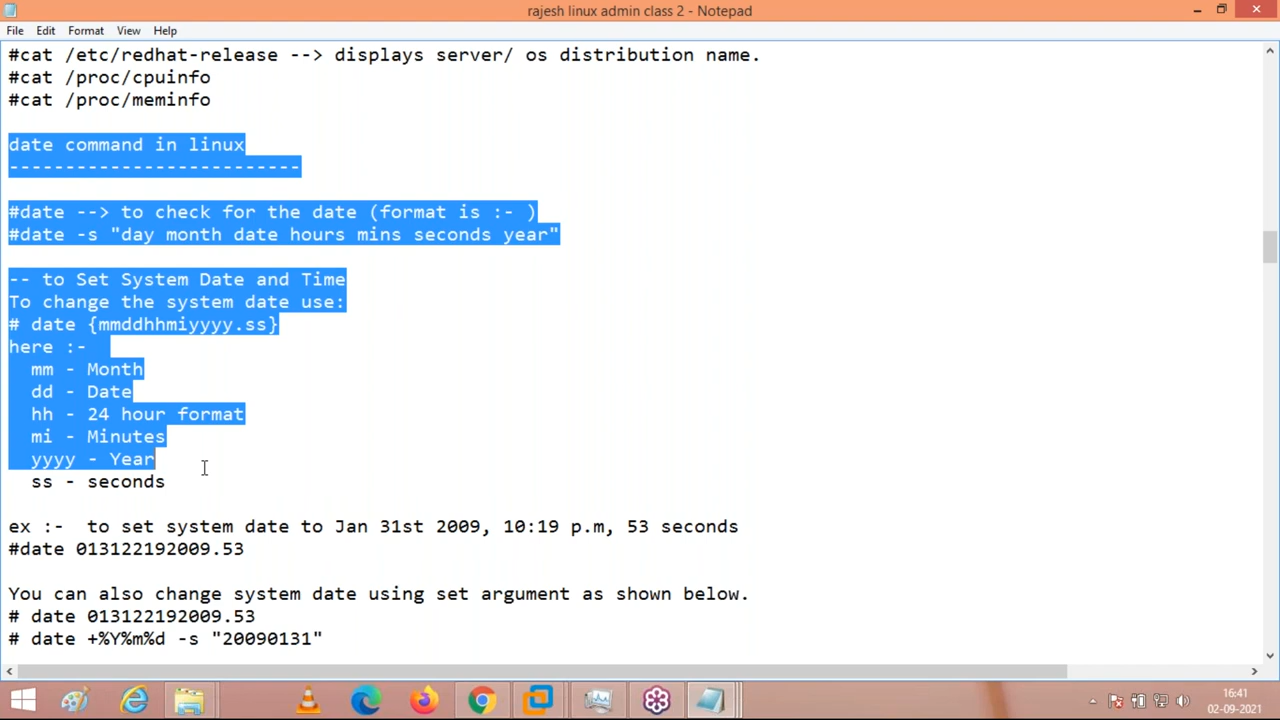 rajesh linux admin class 2 - Notepad
File Edit Format View Help
#cat /etc/redhat-release --> displays server/ os distribution name.
#cat /proc/cpuinfo
#cat /proc/meminfo
date command in linux
--------------------------
#date --> to check for the date (format is :- )
#date -s "day month date hours mins seconds year"
-- to Set System Date and Time
To change the system date use:
# date {mmddhhmiyyyy.ss}
here :-
mm - Month
dd - Date
hh - 24 hour format
mi - Minutes
yyyy - Year
ss - seconds
ex :-  to set system date to Jan 31st 2009, 10:19 p.m, 53 seconds
#date 013122192009.53
You can also change system date using set argument as shown below.
# date 013122192009.53
# date +%Y%m%d -s "20090131"
16:41
02-09-2021